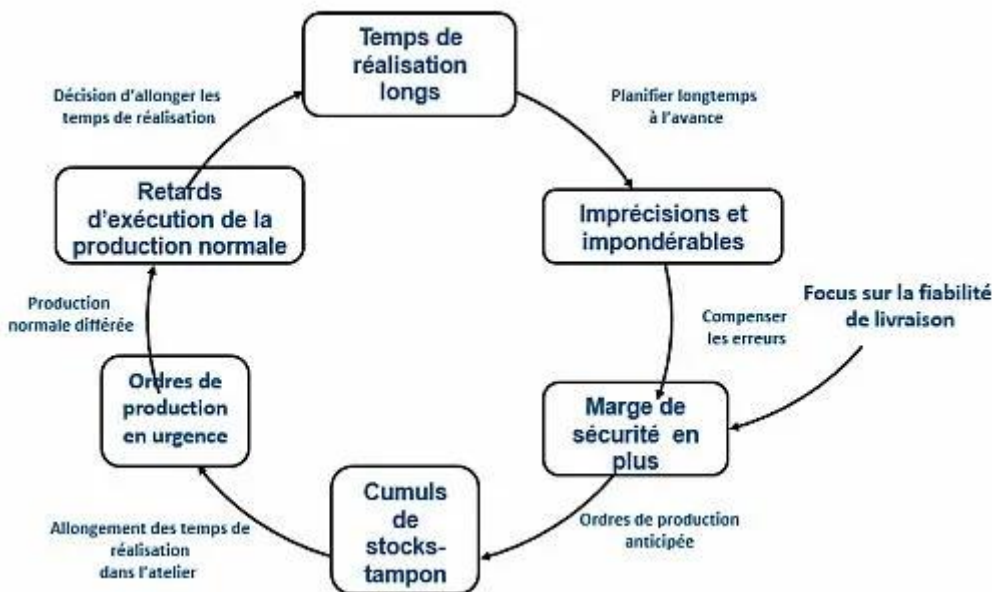 Temps de
réalisation
longs
Planifier longtemps
à l'avance
Imprécisions et
impondérables
Compenser
les erreurs
Focus sur la fiabilité
de livraison
Marge de
sécurité en
plus
Ordres de production
anticipée
Cumuls
de
stocks-
tampon
Allongement des temps de
réalisation
dans l'atelier
Ordres de
production
en urgence
Production
normale différée
Retards
d'exécution de la
production normale
Décision d'allonger les
temps de réalisation